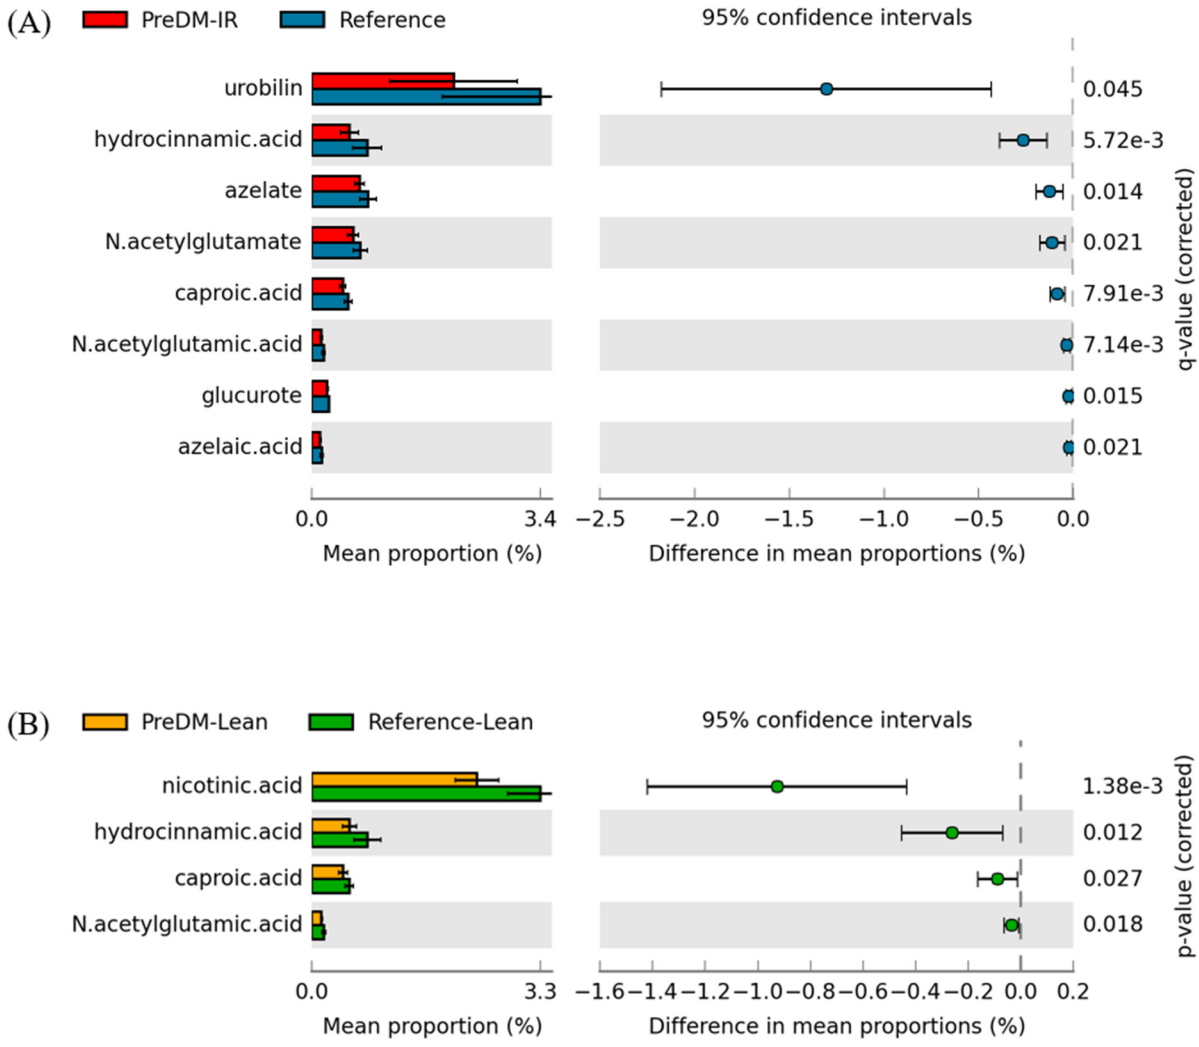 (A) PreDM-IR Reference 95% confidence intervals
urobilin 0.045
hydrocinnamic.acid 5.72e-3
azelate 0.014
N.acetylglutamate 0.021
caproic.acid 7.91e-3
N.acetylglutamic.acid 7.14e-3
glucurote 0.015
azelaic.acid 0.021
q-value (corrected)
0.0 3.4 −2.5 −2.0 −1.5 −1.0 −0.5 0.0
Mean proportion (%) Difference in mean proportions (%)
(B) PreDM-Lean Reference-Lean 95% confidence intervals
nicotinic.acid 1.38e-3
hydrocinnamic.acid 0.012
caproic.acid 0.027
N.acetylglutamic.acid 0.018
p-value (corrected)
0.0 3.3 −1.6 −1.4 −1.2 −1.0 −0.8 −0.6 −0.4 −0.2 0.0 0.2
Mean proportion (%) Difference in mean proportions (%)